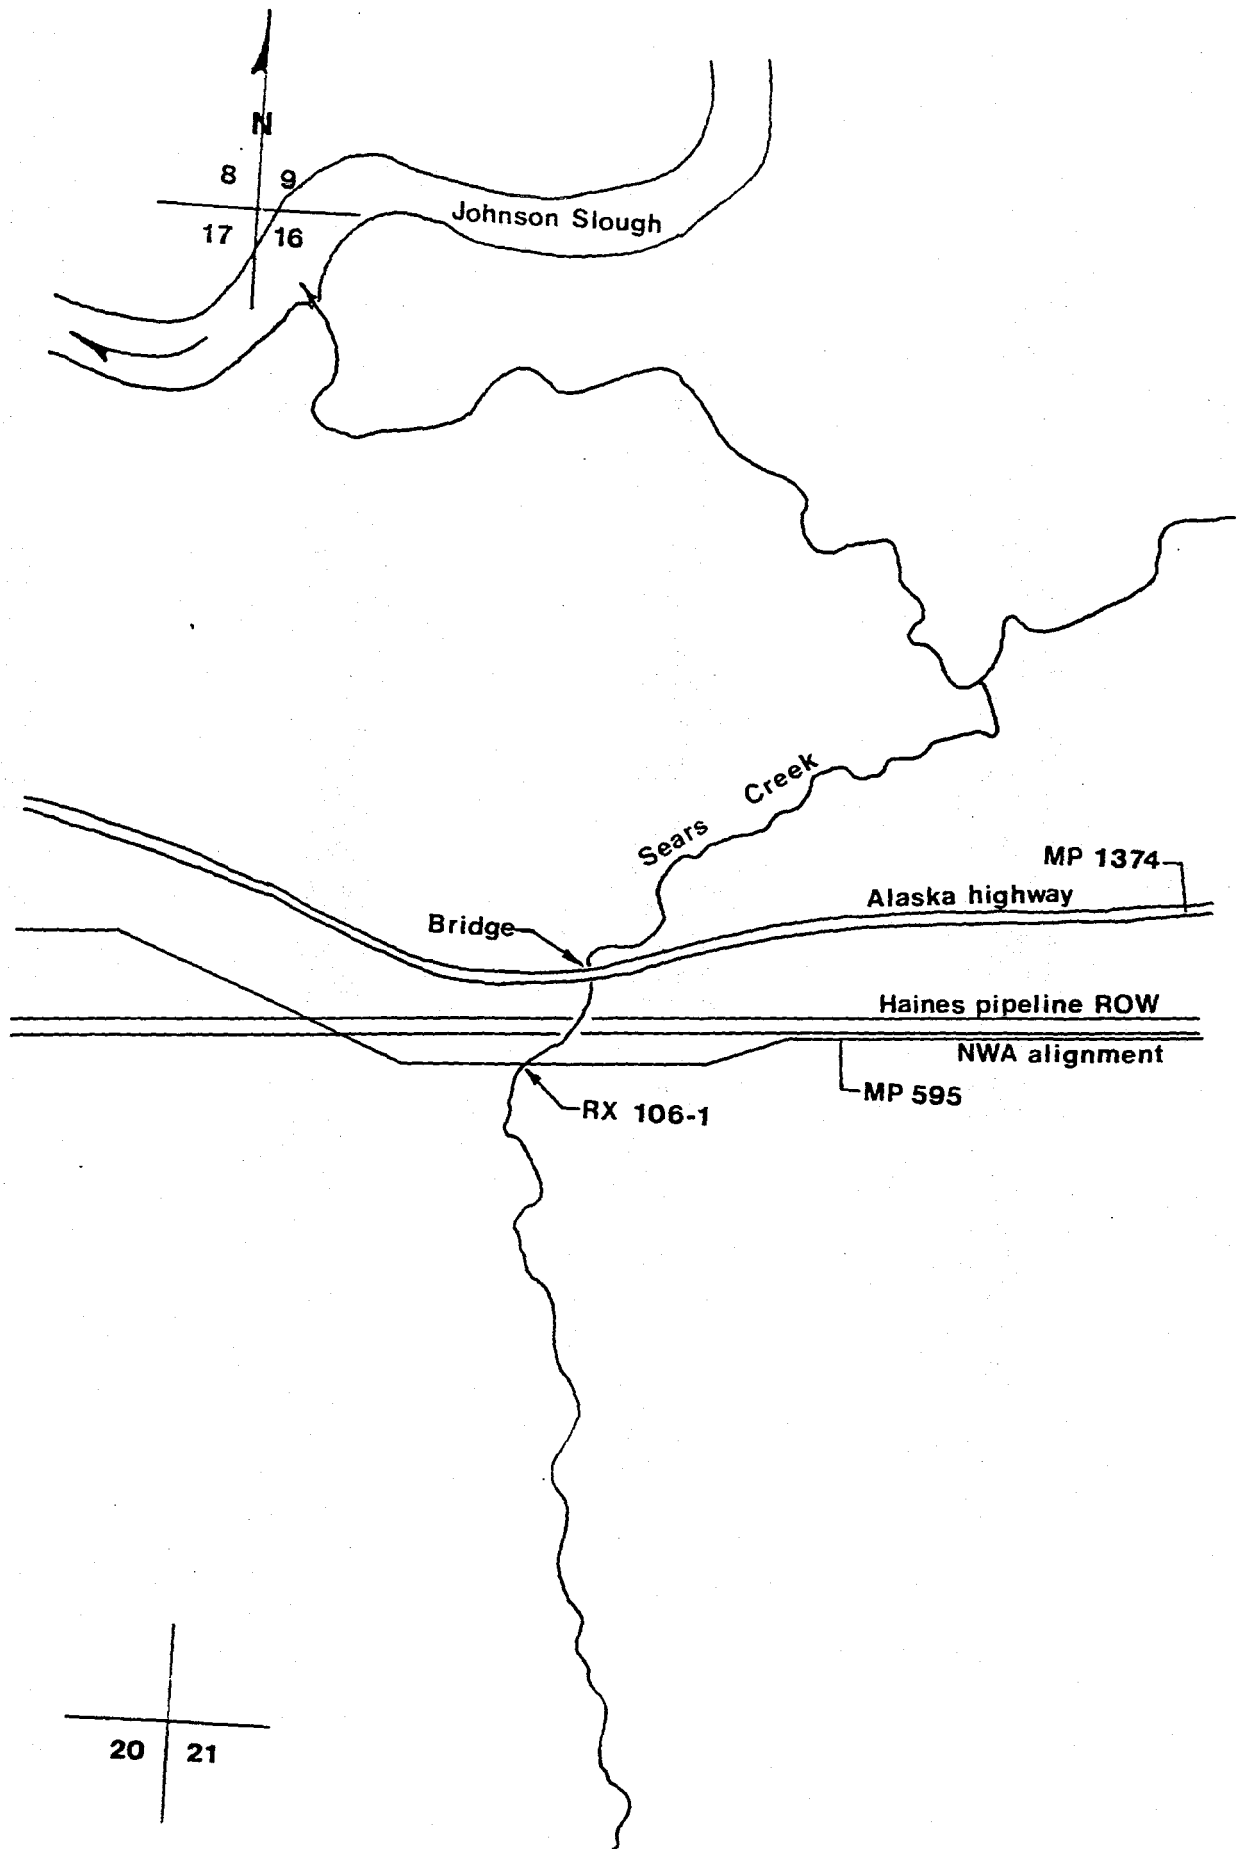 N
8 9
17 16
Johnson Slough
Sears Creek
MP 1374
Alaska highway
Bridge
Haines pipeline ROW
NWA alignment
MP 595
RX 106-1
20 21